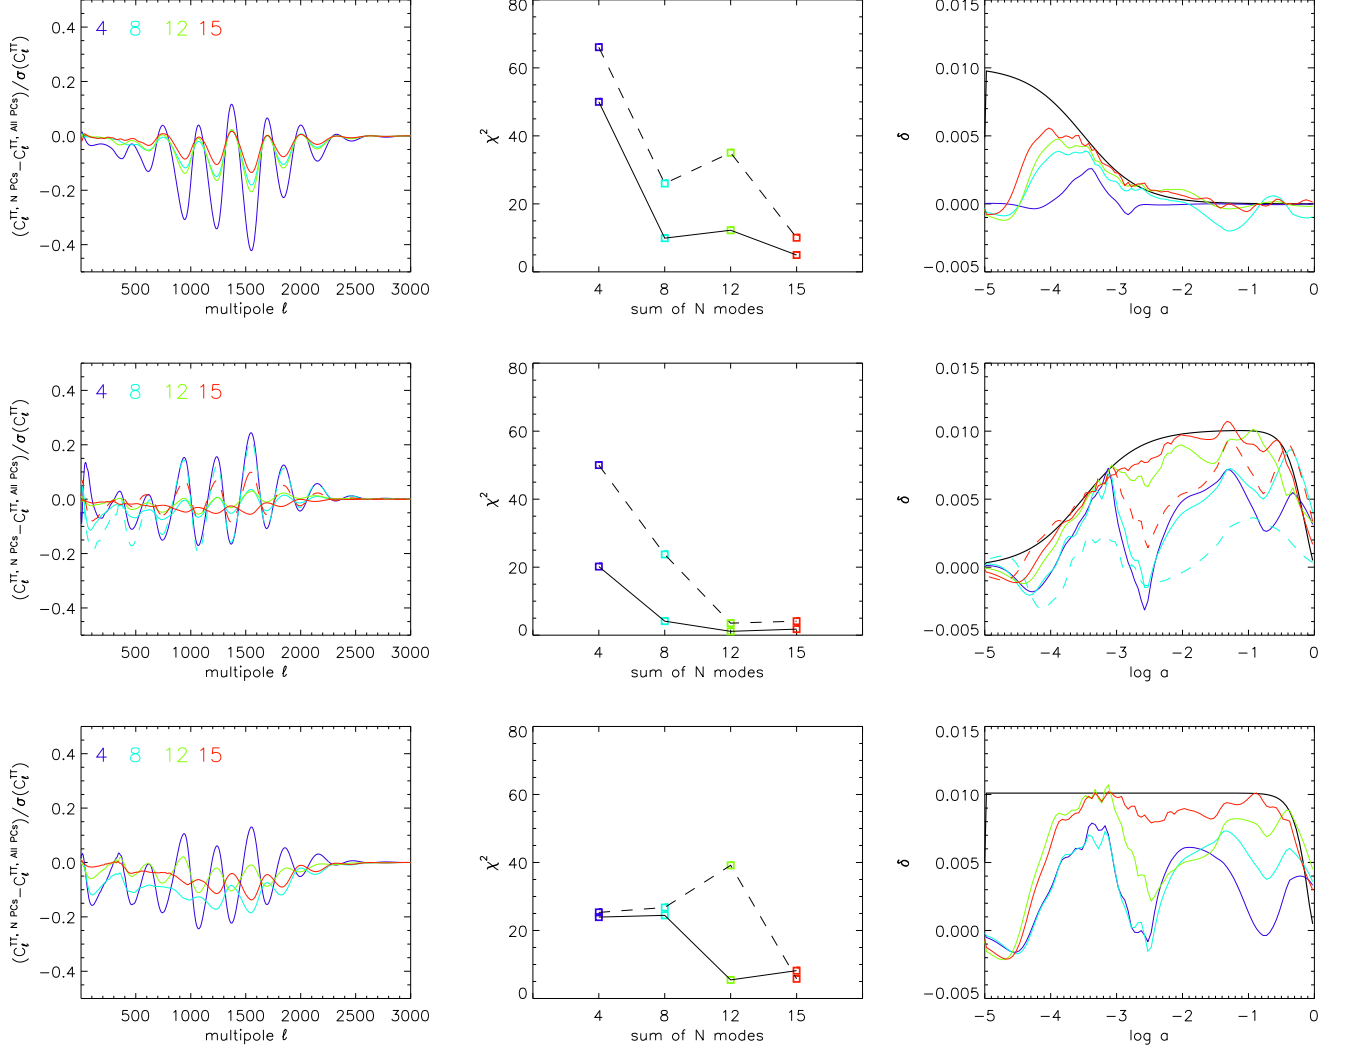 (C_ℓ^{TT, N PCs}−C_ℓ^{TT, All PCs})/σ(C_ℓ^{TT})
0.4
0.2
0.0
−0.2
−0.4
4 8 12 15
500 1000 1500 2000 2500 3000
multipole ℓ
χ²
80
60
40
20
0
4 8 12 15
sum of N modes
δ
0.015
0.010
0.005
0.000
−0.005
−5 −4 −3 −2 −1 0
log a
(C_ℓ^{TT, N PCs}−C_ℓ^{TT, All PCs})/σ(C_ℓ^{TT})
0.4
0.2
0.0
−0.2
−0.4
4 8 12 15
500 1000 1500 2000 2500 3000
multipole ℓ
χ²
80
60
40
20
0
4 8 12 15
sum of N modes
δ
0.015
0.010
0.005
0.000
−0.005
−5 −4 −3 −2 −1 0
log a
(C_ℓ^{TT, N PCs}−C_ℓ^{TT, All PCs})/σ(C_ℓ^{TT})
0.4
0.2
0.0
−0.2
−0.4
4 8 12 15
500 1000 1500 2000 2500 3000
multipole ℓ
χ²
80
60
40
20
0
4 8 12 15
sum of N modes
δ
0.015
0.010
0.005
0.000
−0.005
−5 −4 −3 −2 −1 0
log a